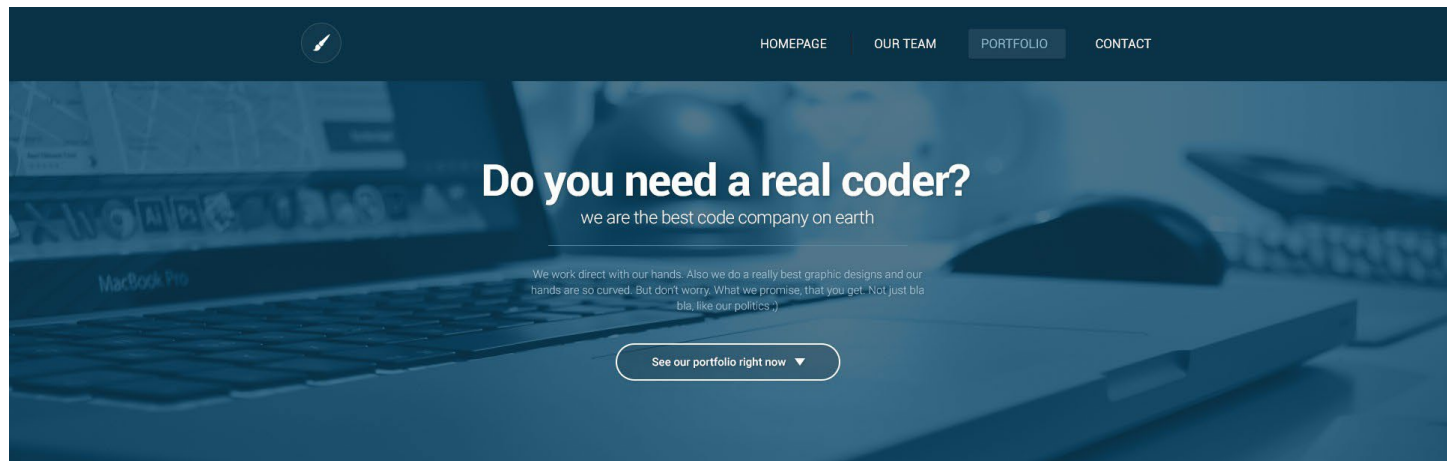 HOMEPAGE OUR TEAM PORTFOLIO CONTACT
Do you need a real coder?
we are the best code company on earth
We work direct with our hands. Also we do a really best graphic designs and our
hands are so curved. But don't worry. What we promise, that you get. Not just bla
bla, like our politics ;)
See our portfolio right now
Ai Ps
MacBook Pro